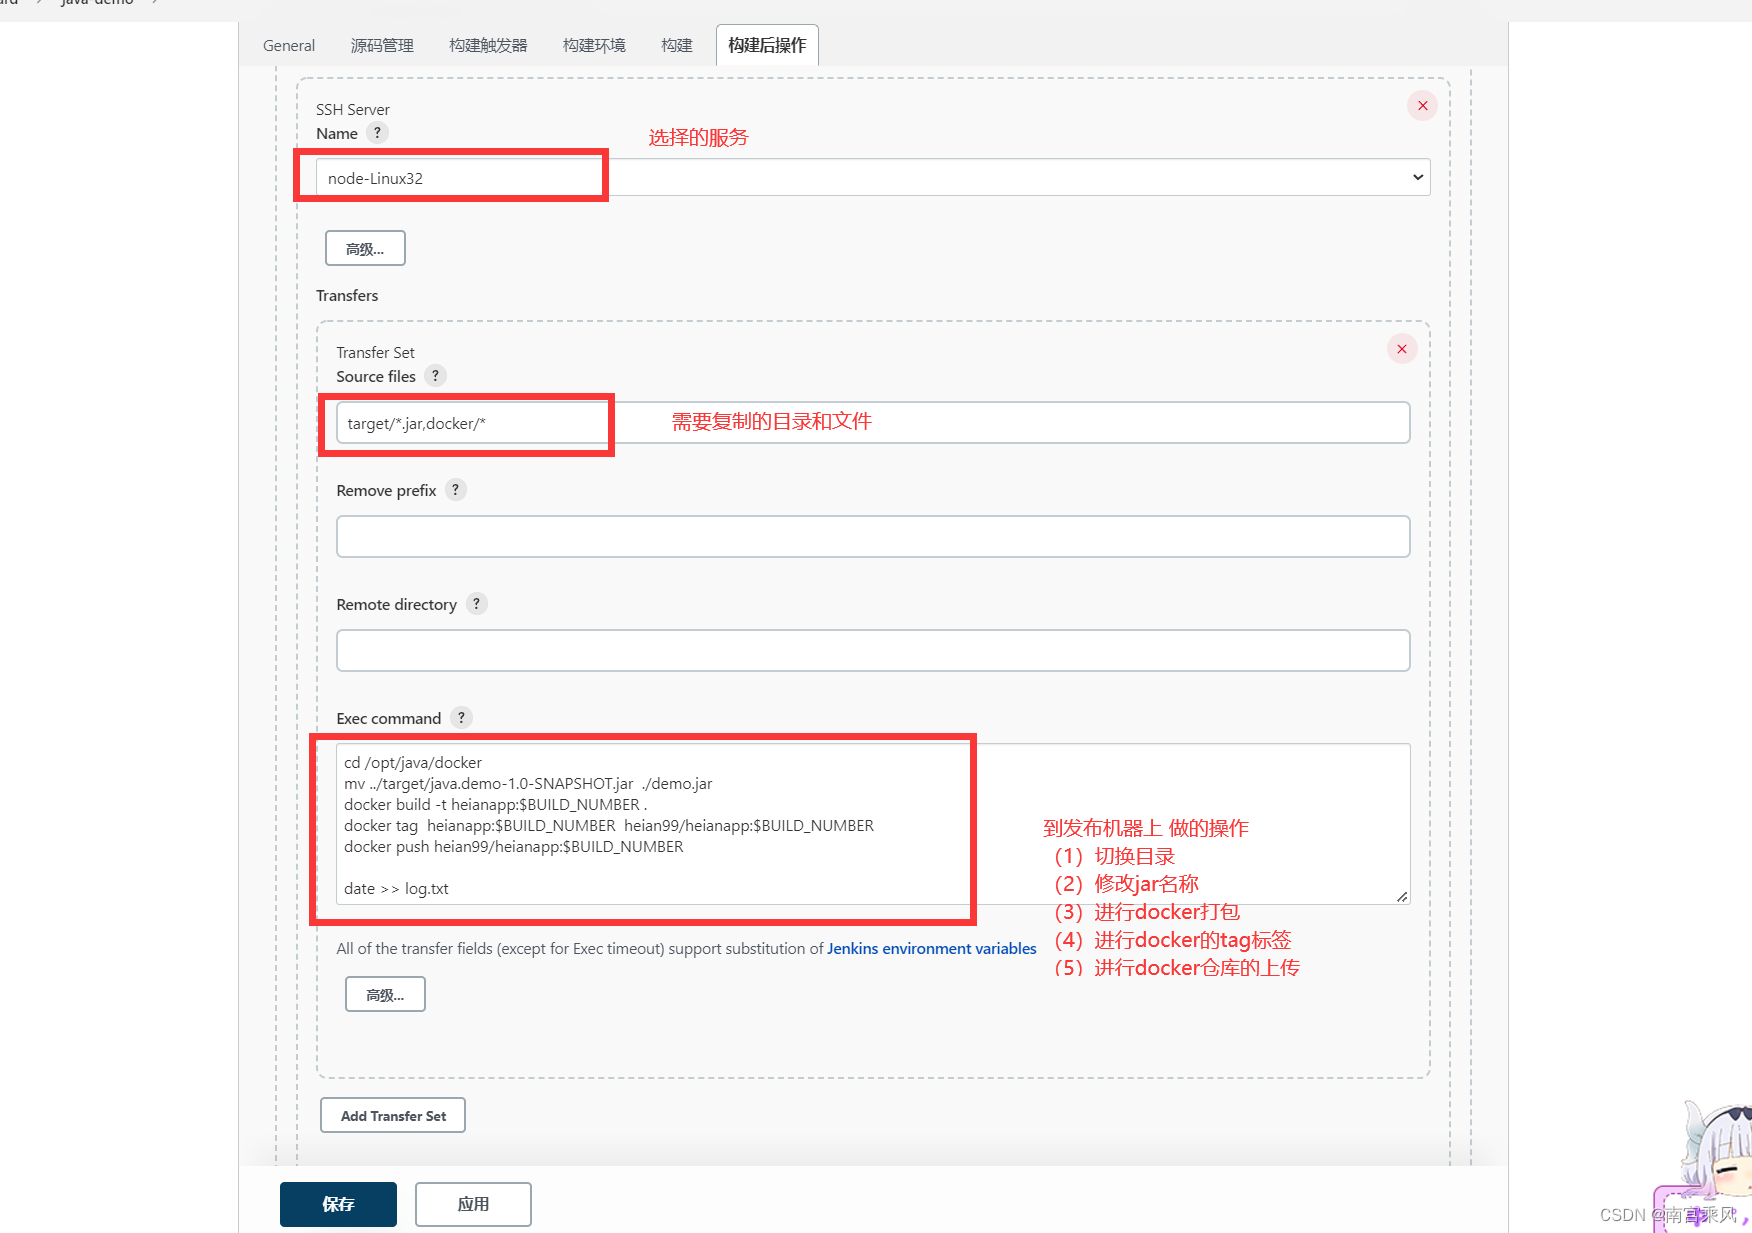 java-demo
General 源码管理 构建触发器 构建环境 构建 构建后操作
SSH Server
Name ?
选择的服务
node-Linux32
高级...
Transfers
Transfer Set
Source files ?
target/*.jar,docker/*
需要复制的目录和文件
Remove prefix ?
Remote directory ?
Exec command ?
cd /opt/java/docker
mv ../target/java.demo-1.0-SNAPSHOT.jar  ./demo.jar
docker build -t heianapp:$BUILD_NUMBER .
docker tag  heianapp:$BUILD_NUMBER  heian99/heianapp:$BUILD_NUMBER
docker push heian99/heianapp:$BUILD_NUMBER
date >> log.txt
到发布机器上 做的操作
（1）切换目录
（2）修改jar名称
（3）进行docker打包
（4）进行docker的tag标签
（5）进行docker仓库的上传
All of the transfer fields (except for Exec timeout) support substitution of Jenkins environment variables
高级...
Add Transfer Set
保存 应用
CSDN @南宫乘风